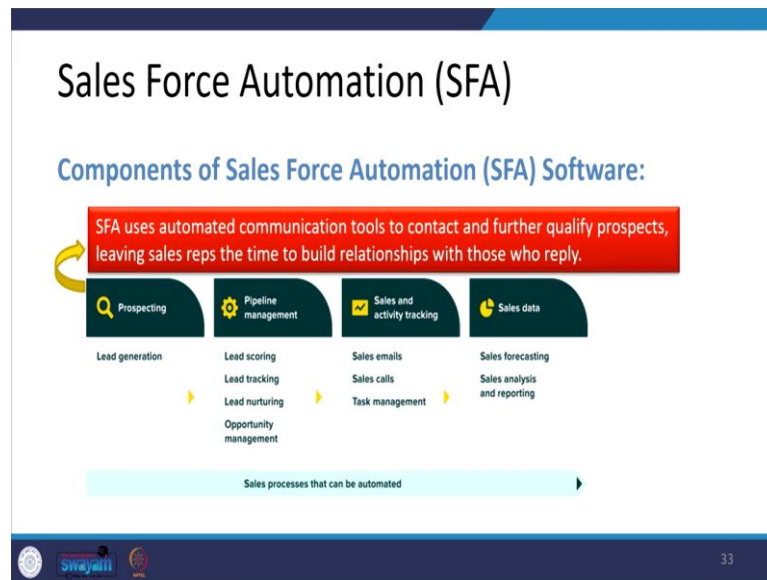 Sales Force Automation (SFA)
Components of Sales Force Automation (SFA) Software:
SFA uses automated communication tools to contact and further qualify prospects,
leaving sales reps the time to build relationships with those who reply.
Prospecting
Lead generation
Pipeline
management
Lead scoring
Lead tracking
Lead nurturing
Opportunity
management
Sales and
activity tracking
Sales emails
Sales calls
Task management
Sales data
Sales forecasting
Sales analysis
and reporting
Sales processes that can be automated
swayam
33